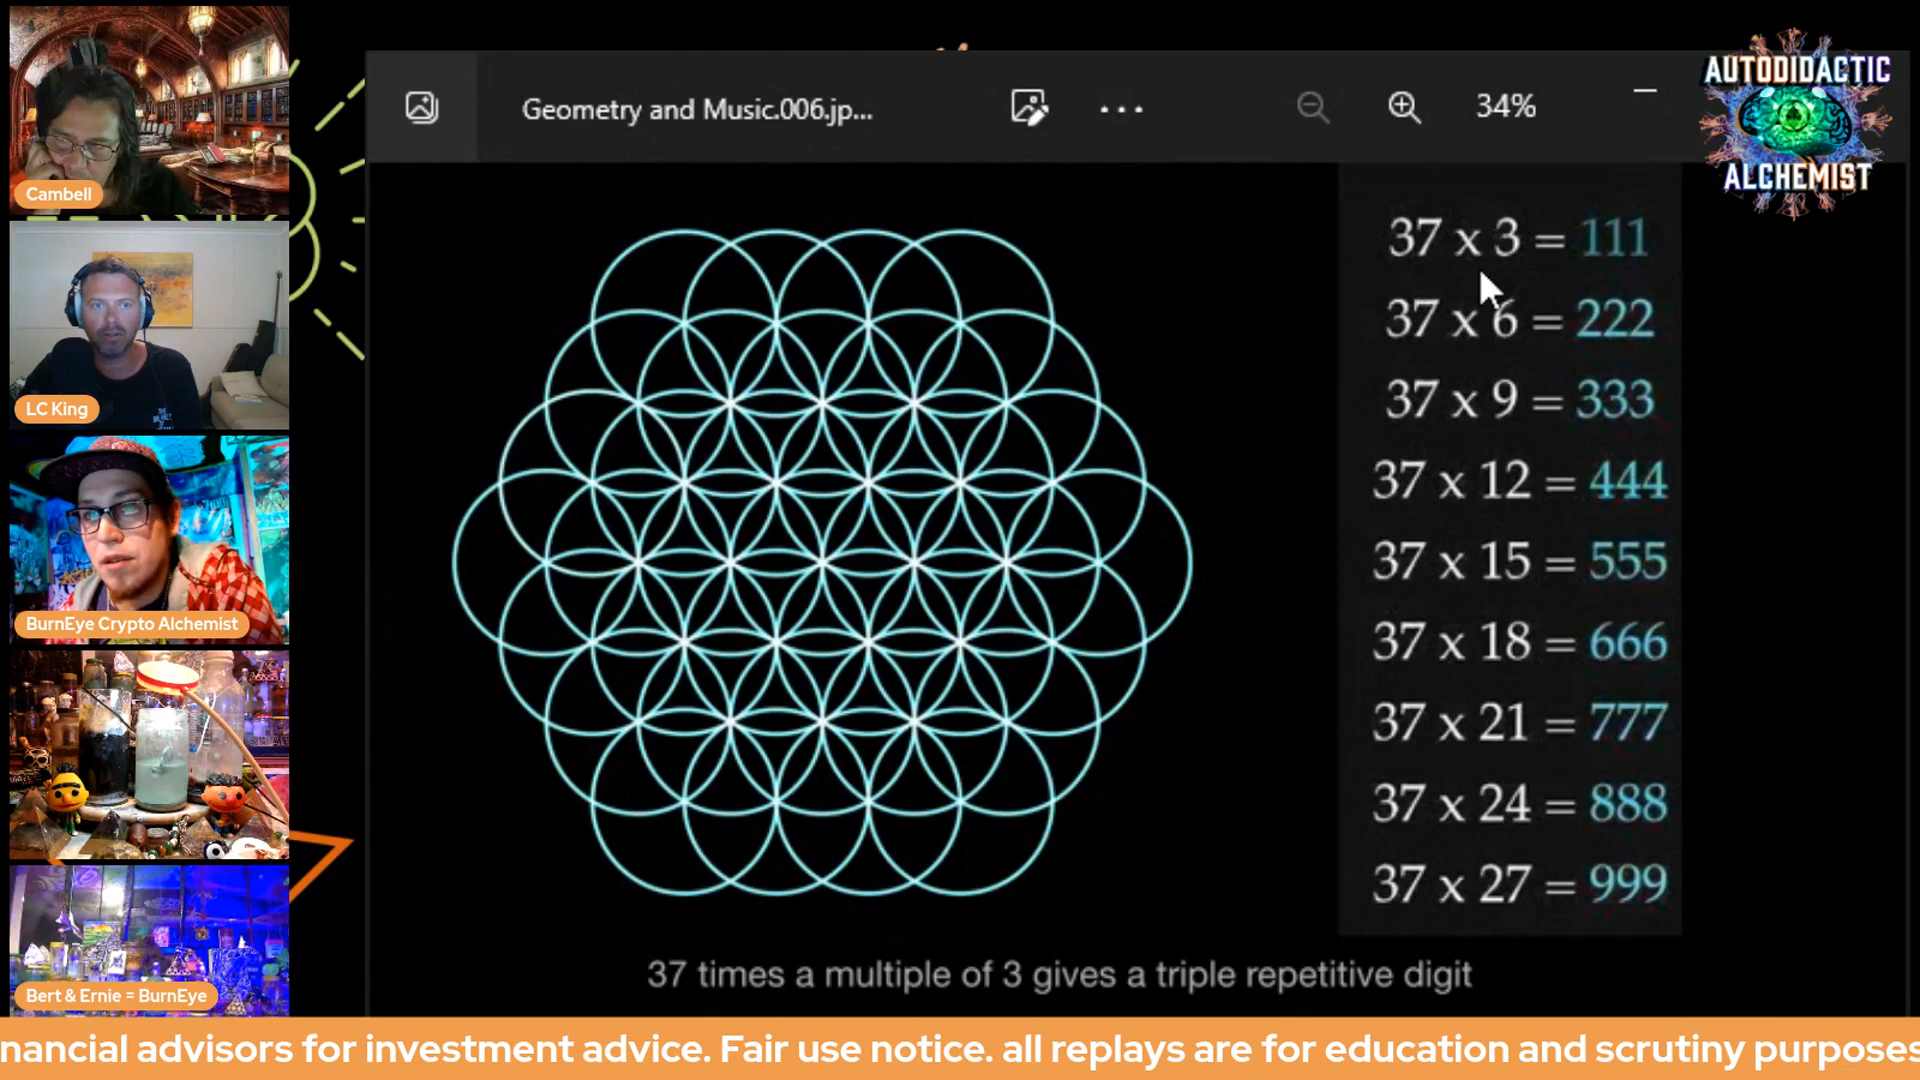 Geometry and Music.006.jp...
34%
AUTODIDACTIC
ALCHEMIST
Cambell
LC King
BurnEye Crypto Alchemist
Bert & Ernie = BurnEye
37 x 3 = 111
37 x 6 = 222
37 x 9 = 333
37 x 12 = 444
37 x 15 = 555
37 x 18 = 666
37 x 21 = 777
37 x 24 = 888
37 x 27 = 999
37 times a multiple of 3 gives a triple repetitive digit
nancial advisors for investment advice. Fair use notice. all replays are for education and scrutiny purposes